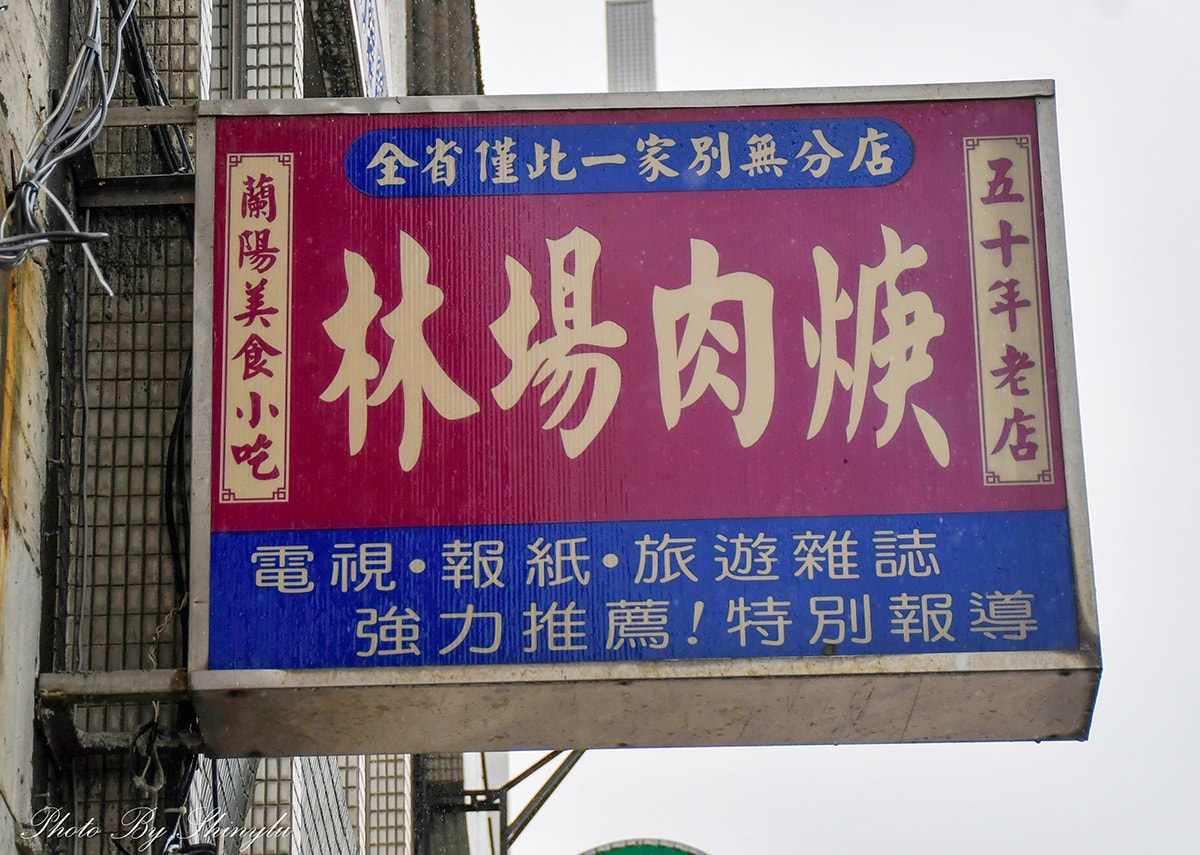 全省僅此一家別無分店
蘭陽美食小吃
林場肉焿
五十年老店
電視・報紙・旅遊雜誌
強力推薦！特別報導
Photo By Shinylu